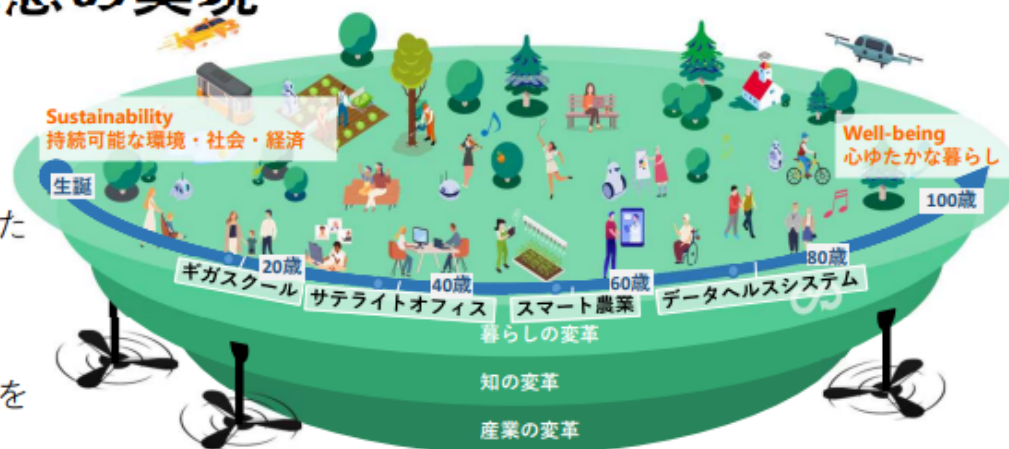 Sustainability
持続可能な環境・社会・経済
Well-being
心ゆたかな暮らし
生誕
100歳
た
20歳
80歳
ギガスクール
40歳
60歳
サテライトオフィス
スマート農業
データヘルスシステム
暮らしの変革
知の変革
を
産業の変革